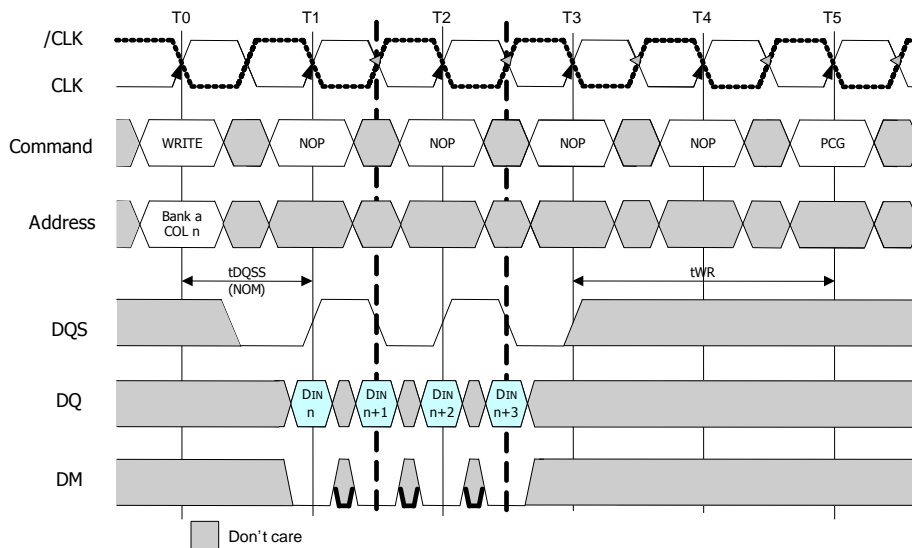 T0 T1 T2 T3 T4 T5
/CLK
CLK
Command WRITE NOP NOP NOP NOP PCG
Address Bank a
COL n
tDQSS
(NOM)
tWR
DQS
DQ DIN
n DIN
n+1 DIN
n+2 DIN
n+3
DM
Don't care